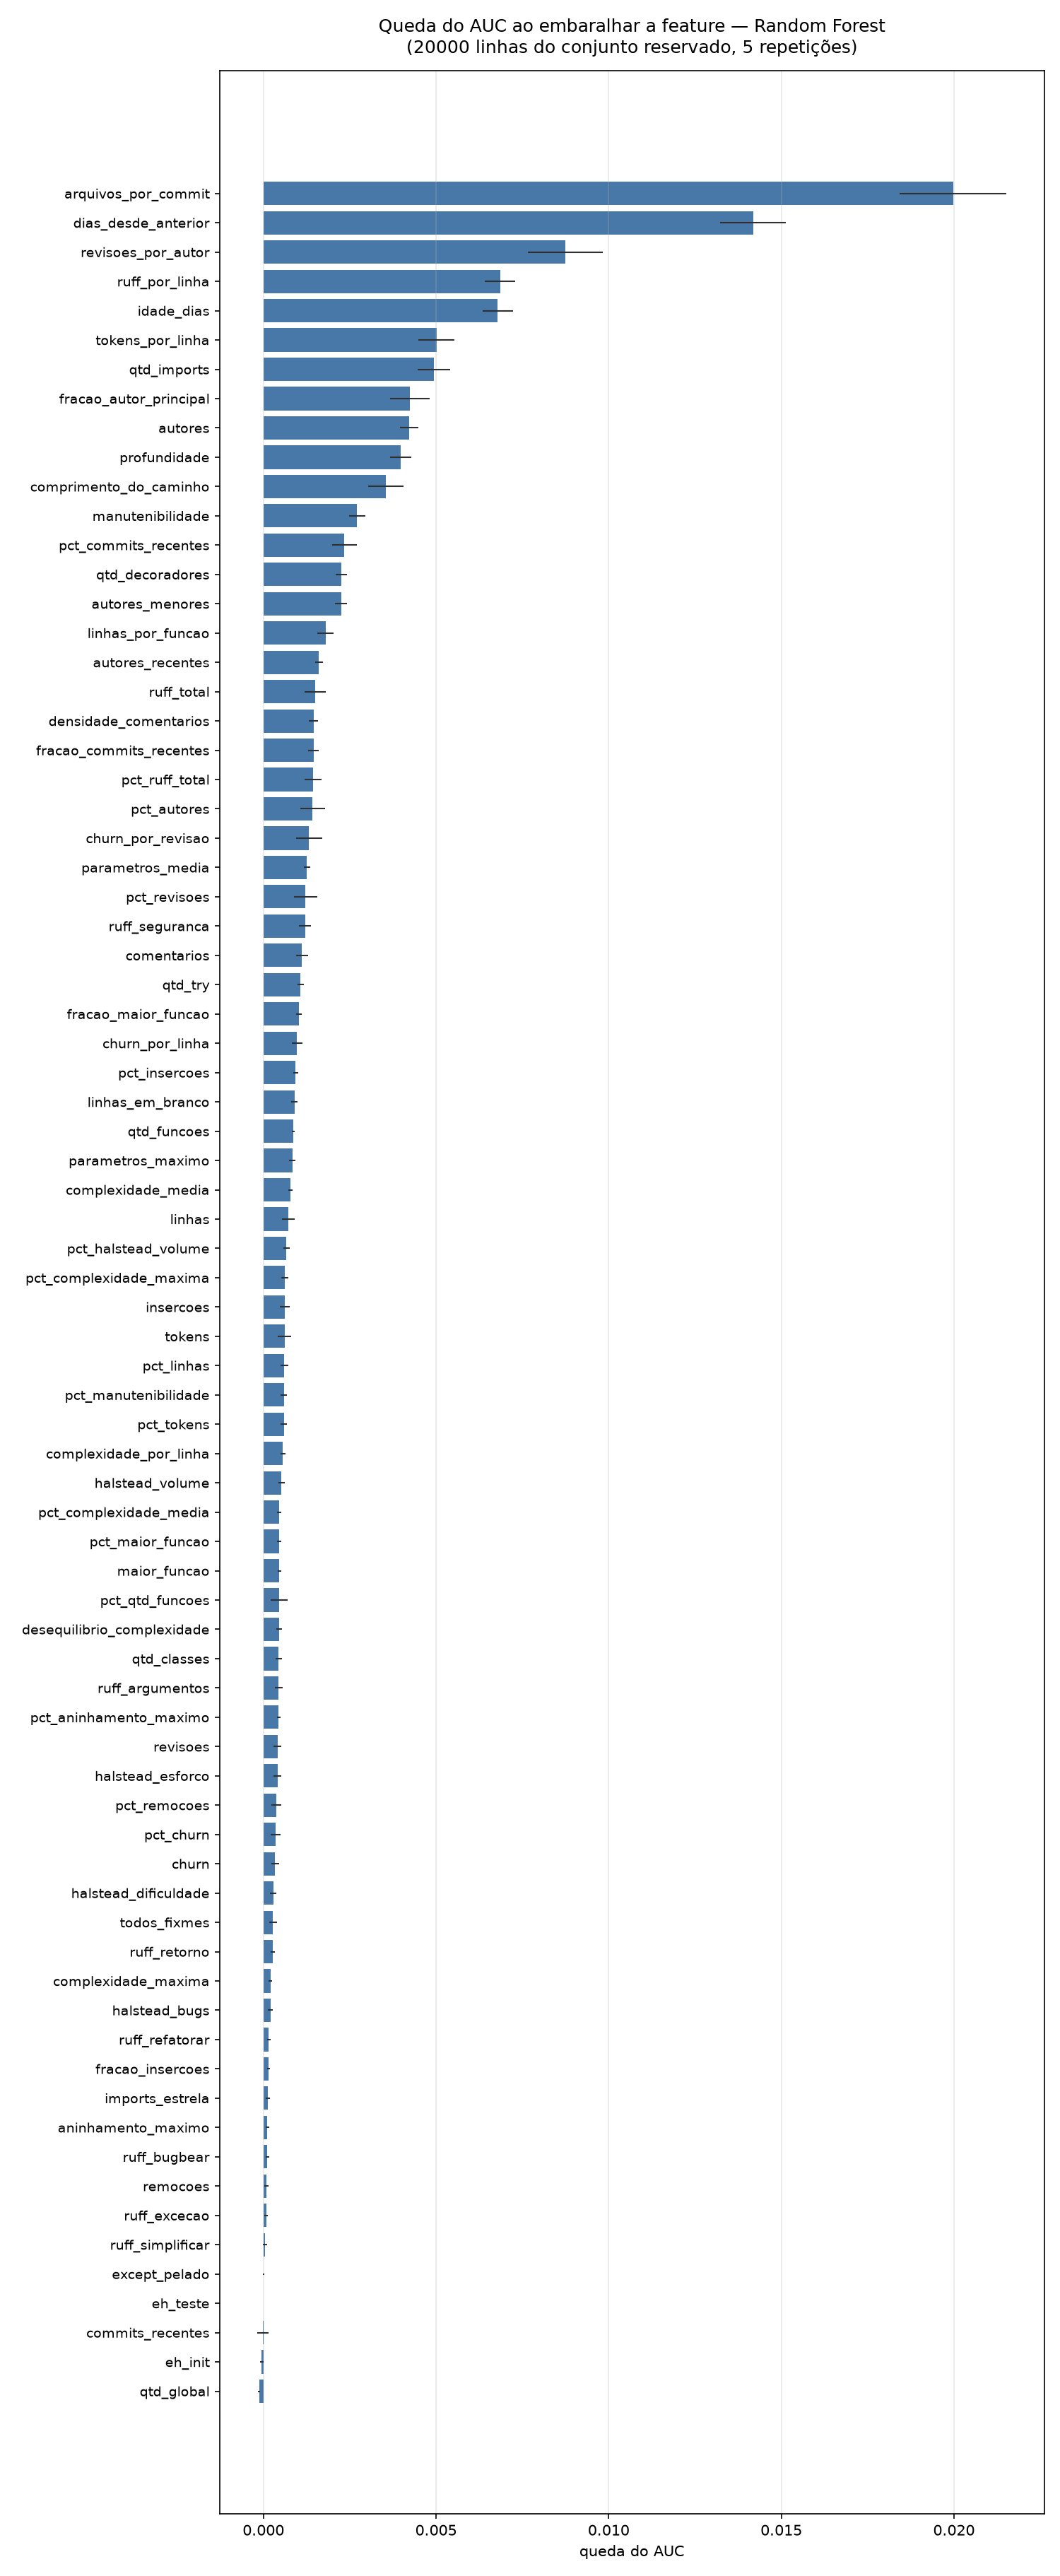 Queda do AUC ao embaralhar a feature — Random Forest
(20000 linhas do conjunto reservado, 5 repetições)
arquivos_por_commit
dias_desde_anterior
revisoes_por_autor
ruff_por_linha
idade_dias
tokens_por_linha
qtd_imports
fracao_autor_principal
autores
profundidade
comprimento_do_caminho
manutenibilidade
pct_commits_recentes
qtd_decoradores
autores_menores
linhas_por_funcao
autores_recentes
ruff_total
densidade_comentarios
fracao_commits_recentes
pct_ruff_total
pct_autores
churn_por_revisao
parametros_media
pct_revisoes
ruff_seguranca
comentarios
qtd_try
fracao_maior_funcao
churn_por_linha
pct_insercoes
linhas_em_branco
qtd_funcoes
parametros_maximo
complexidade_media
linhas
pct_halstead_volume
pct_complexidade_maxima
insercoes
tokens
pct_linhas
pct_manutenibilidade
pct_tokens
complexidade_por_linha
halstead_volume
pct_complexidade_media
pct_maior_funcao
maior_funcao
pct_qtd_funcoes
desequilibrio_complexidade
qtd_classes
ruff_argumentos
pct_aninhamento_maximo
revisoes
halstead_esforco
pct_remocoes
pct_churn
churn
halstead_dificuldade
todos_fixmes
ruff_retorno
complexidade_maxima
halstead_bugs
ruff_refatorar
fracao_insercoes
imports_estrela
aninhamento_maximo
ruff_bugbear
remocoes
ruff_excecao
ruff_simplificar
except_pelado
eh_teste
commits_recentes
eh_init
qtd_global
0.000 0.005 0.010 0.015 0.020
queda do AUC